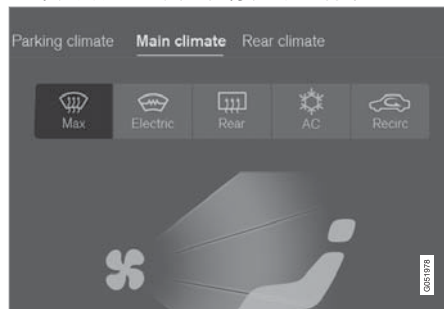 Parking climate Main climate Rear climate
Max Electric Rear AC Recirc
G051978